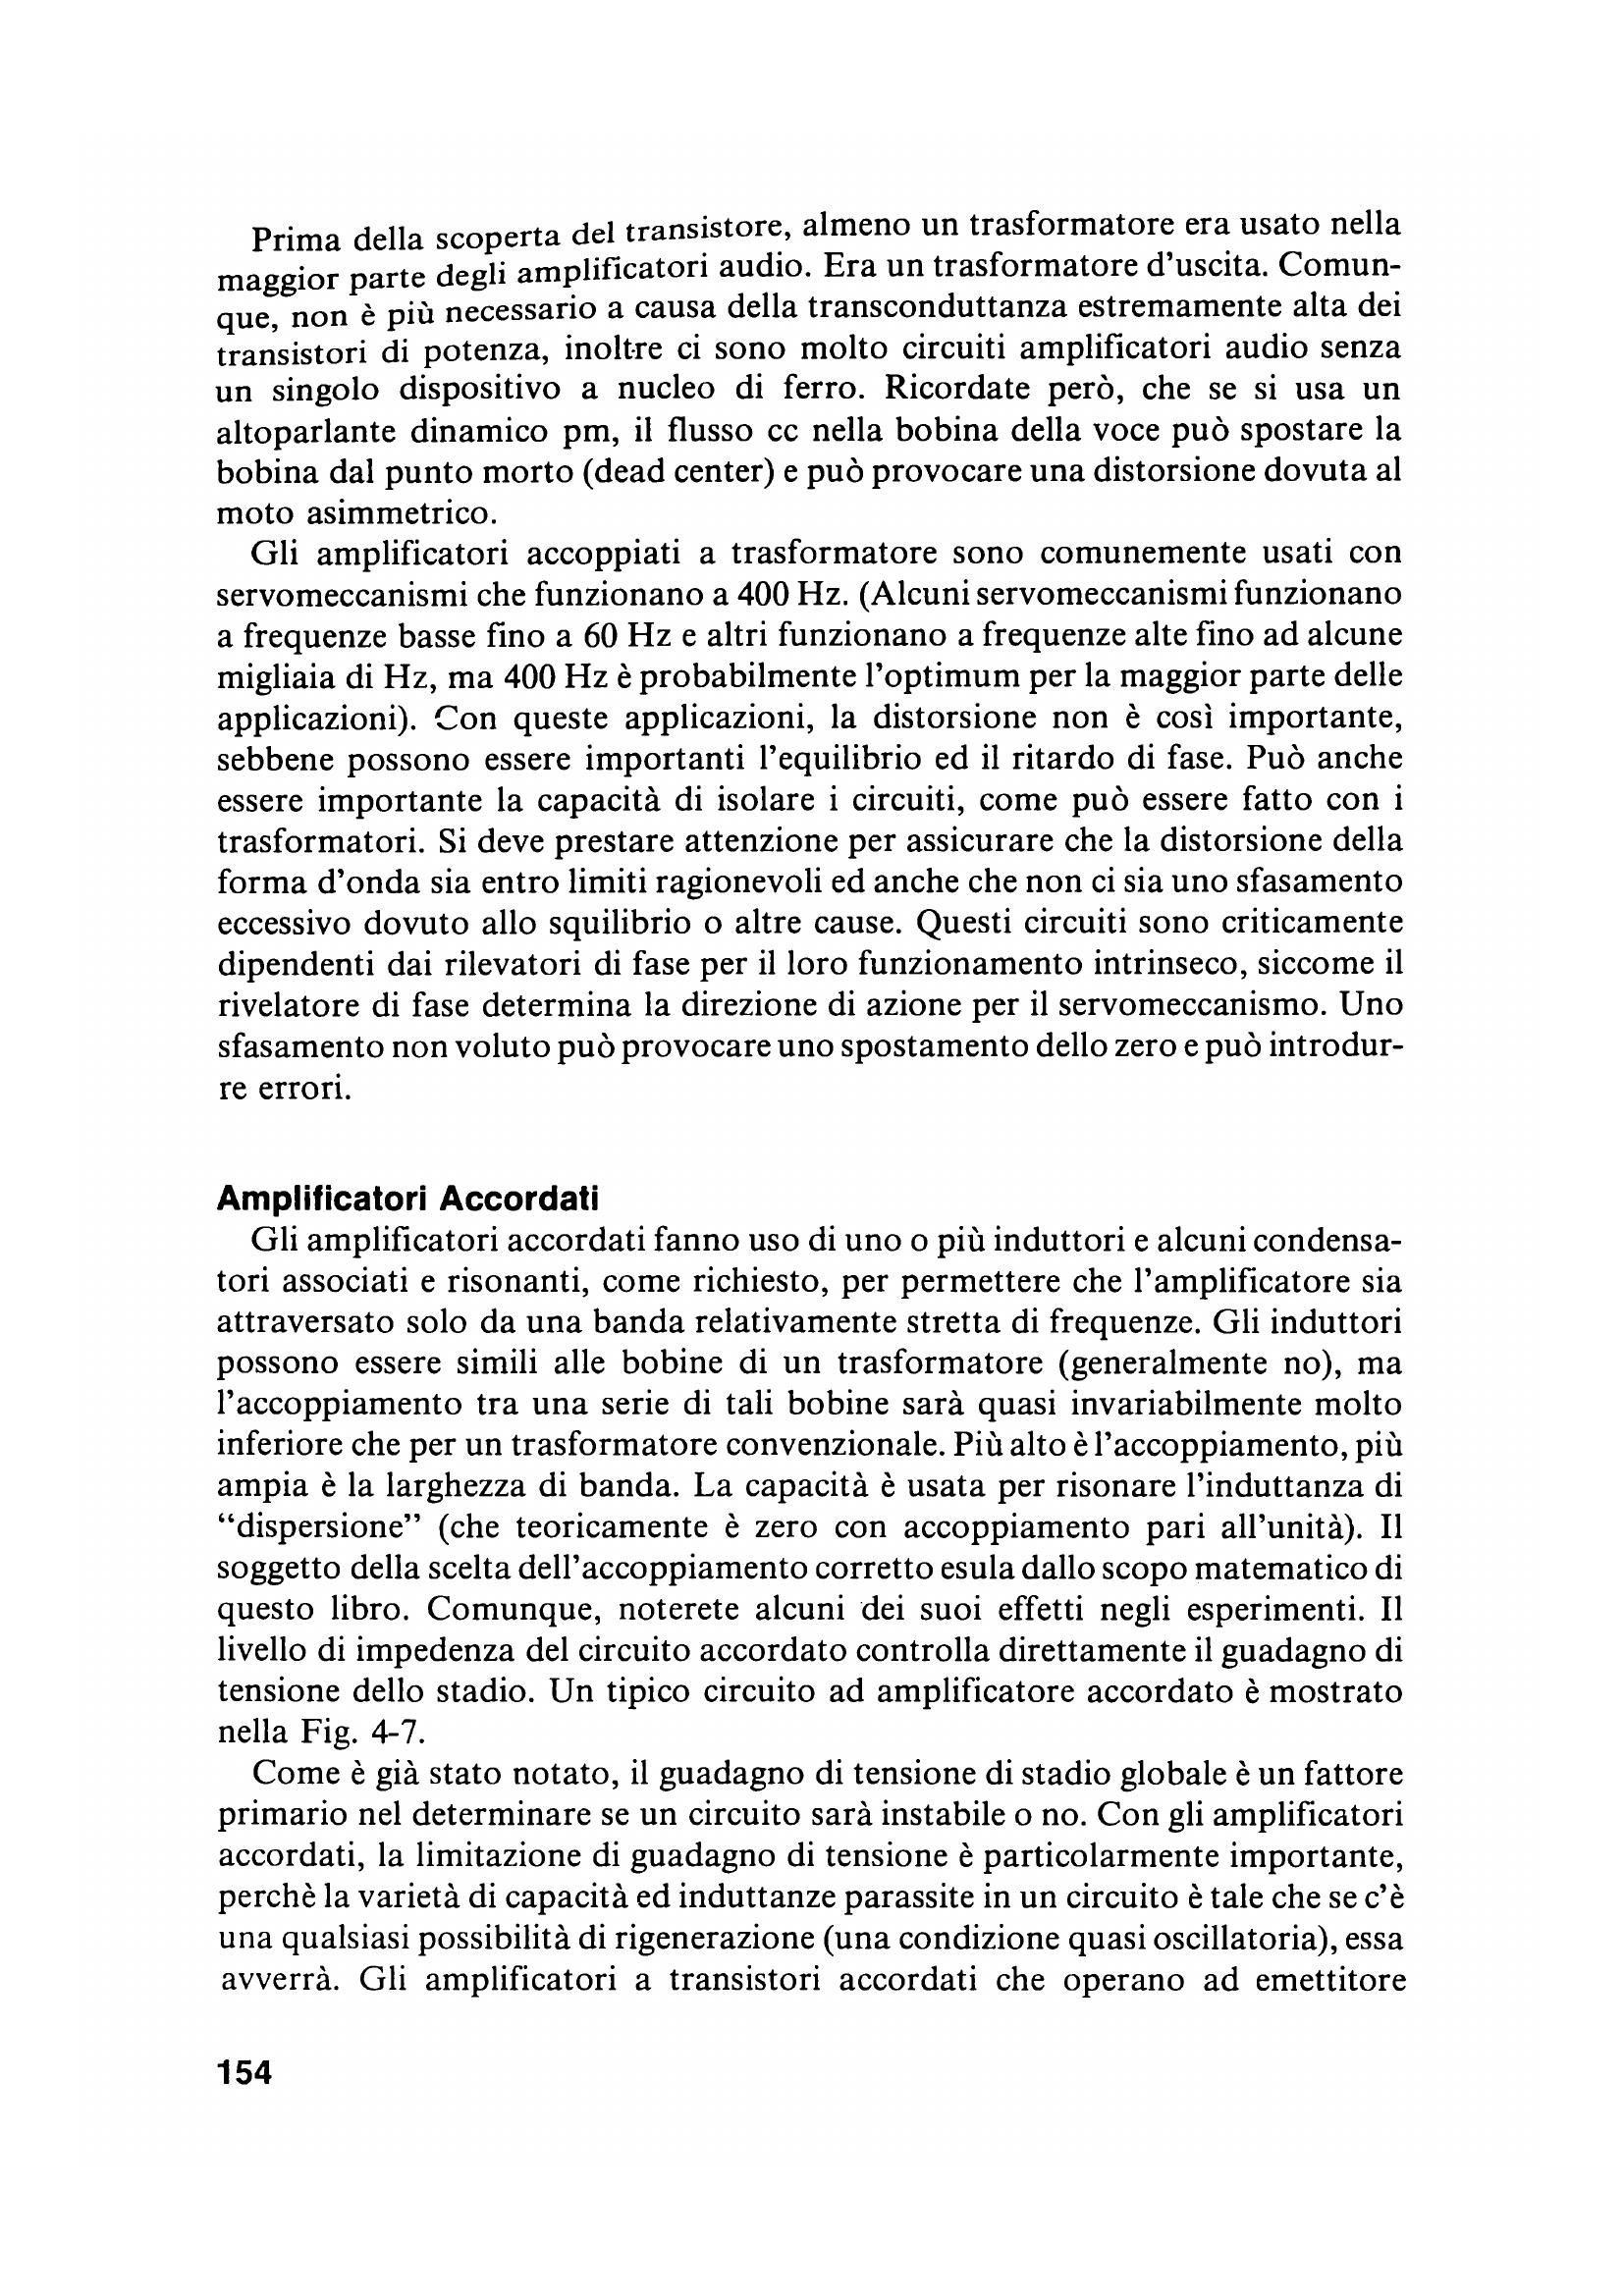 Prima della scoperta del transistore, almeno un trasformatore era usato nella
maggior parte degli amplificatori audio. Era un trasformatore d'uscita. Comun-
que, non è più necessario a causa della transconduttanza estremamente alta dei
transistori di potenza, inoltre ci sono molto circuiti amplificatori audio senza
un singolo dispositivo a nucleo di ferro. Ricordate però, che se si usa un
altoparlante dinamico pm, il flusso cc nella bobina della voce può spostare la
bobina dal punto morto (dead center) e può provocare una distorsione dovuta al
moto asimmetrico.
Gli amplificatori accoppiati a trasformatore sono comunemente usati con
servomeccanismi che funzionano a 400 Hz. (Alcuni servomeccanismi funzionano
a frequenze basse fino a 60 Hz e altri funzionano a frequenze alte fino ad alcune
migliaia di Hz, ma 400 Hz è probabilmente l'optimum per la maggior parte delle
applicazioni). Con queste applicazioni, la distorsione non è così importante,
sebbene possono essere importanti l'equilibrio ed il ritardo di fase. Può anche
essere importante la capacità di isolare i circuiti, come può essere fatto con i
trasformatori. Si deve prestare attenzione per assicurare che la distorsione della
forma d'onda sia entro limiti ragionevoli ed anche che non ci sia uno sfasamento
eccessivo dovuto allo squilibrio o altre cause. Questi circuiti sono criticamente
dipendenti dai rilevatori di fase per il loro funzionamento intrinseco, siccome il
rivelatore di fase determina la direzione di azione per il servomeccanismo. Uno
sfasamento non voluto può provocare uno spostamento dello zero e può introdur-
re errori.
Amplificatori Accordati
Gli amplificatori accordati fanno uso di uno o più induttori e alcuni condensa-
tori associati e risonanti, come richiesto, per permettere che l'amplificatore sia
attraversato solo da una banda relativamente stretta di frequenze. Gli induttori
possono essere simili alle bobine di un trasformatore (generalmente no), ma
l'accoppiamento tra una serie di tali bobine sarà quasi invariabilmente molto
inferiore che per un trasformatore convenzionale. Più alto è l'accoppiamento, più
ampia è la larghezza di banda. La capacità è usata per risonare l'induttanza di
“dispersione” (che teoricamente è zero con accoppiamento pari all'unità). Il
soggetto della scelta dell'accoppiamento corretto esula dallo scopo matematico di
questo libro. Comunque, noterete alcuni dei suoi effetti negli esperimenti. Il
livello di impedenza del circuito accordato controlla direttamente il guadagno di
tensione dello stadio. Un tipico circuito ad amplificatore accordato è mostrato
nella Fig. 4-7.
Come è già stato notato, il guadagno di tensione di stadio globale è un fattore
primario nel determinare se un circuito sarà instabile o no. Con gli amplificatori
accordati, la limitazione di guadagno di tensione è particolarmente importante,
perchè la varietà di capacità ed induttanze parassite in un circuito è tale che se c'è
una qualsiasi possibilità di rigenerazione (una condizione quasi oscillatoria), essa
avverrà. Gli amplificatori a transistori accordati che operano ad emettitore
154